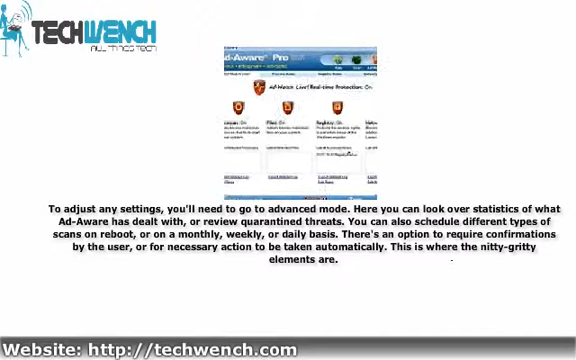 TECHWENCH
ALL THINGS TECH
d-Aware Pro
Ad-Watch Live! Real-time Protection: On
To adjust any settings, you'll need to go to advanced mode. Here you can look over statistics of what
Ad-Aware has dealt with, or review quarantined threats. You can also schedule different types of
scans on reboot, or on a monthly, weekly, or daily basis. There's an option to require confirmations
by the user, or for necessary action to be taken automatically. This is where the nitty-gritty
elements are.
Website: http://techwench.com